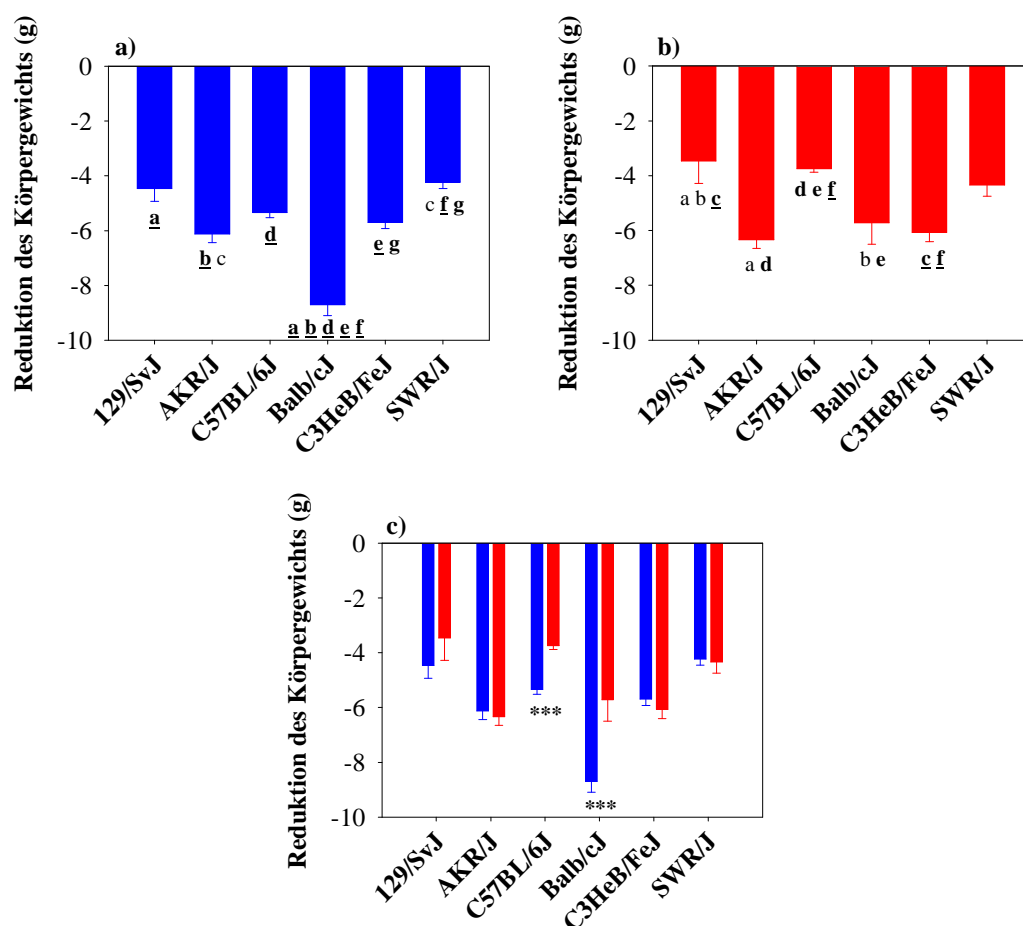 a)
Reduktion des Körpergewichts (g)
0
-2
-4
-6
-8
-10
a
b c
d
a b d e f
e g
c f g
129/SvJ
AKR/J
C57BL/6J
Balb/cJ
C3HeB/FeJ
SWR/J
b)
Reduktion des Körpergewichts (g)
0
-2
-4
-6
-8
-10
a b c
a d
d e f
b e
c f
129/SvJ
AKR/J
C57BL/6J
Balb/cJ
C3HeB/FeJ
SWR/J
c)
Reduktion des Körpergewichts (g)
0
-2
-4
-6
-8
-10
***
***
129/SvJ
AKR/J
C57BL/6J
Balb/cJ
C3HeB/FeJ
SWR/J